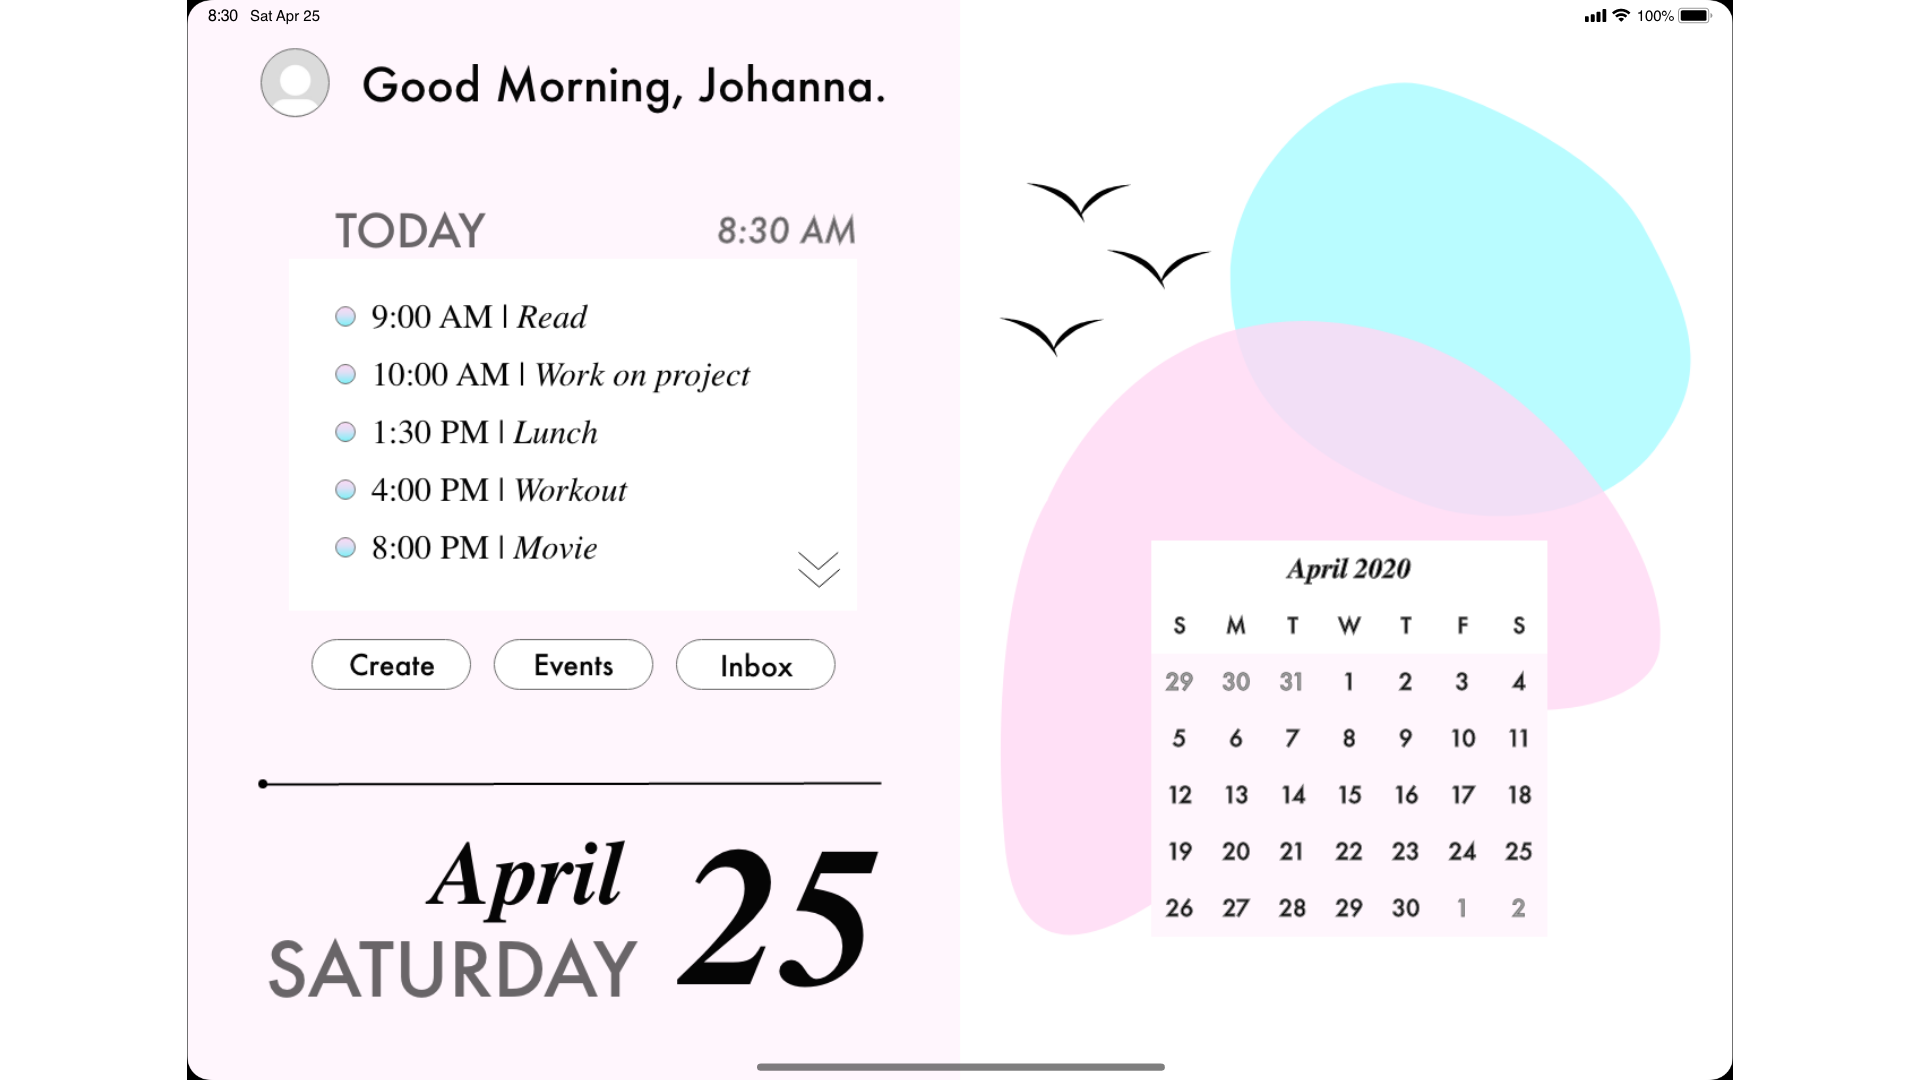 8:30 Sat Apr 25
100%
Good Morning, Johanna.
TODAY 8:30 AM
9:00 AM | Read
10:00 AM | Work on project
1:30 PM | Lunch
4:00 PM | Workout
8:00 PM | Movie
Create Events Inbox
April 25
SATURDAY
April 2020
S M T W T F S
29 30 31 1 2 3 4
5 6 7 8 9 10 11
12 13 14 15 16 17 18
19 20 21 22 23 24 25
26 27 28 29 30 1 2